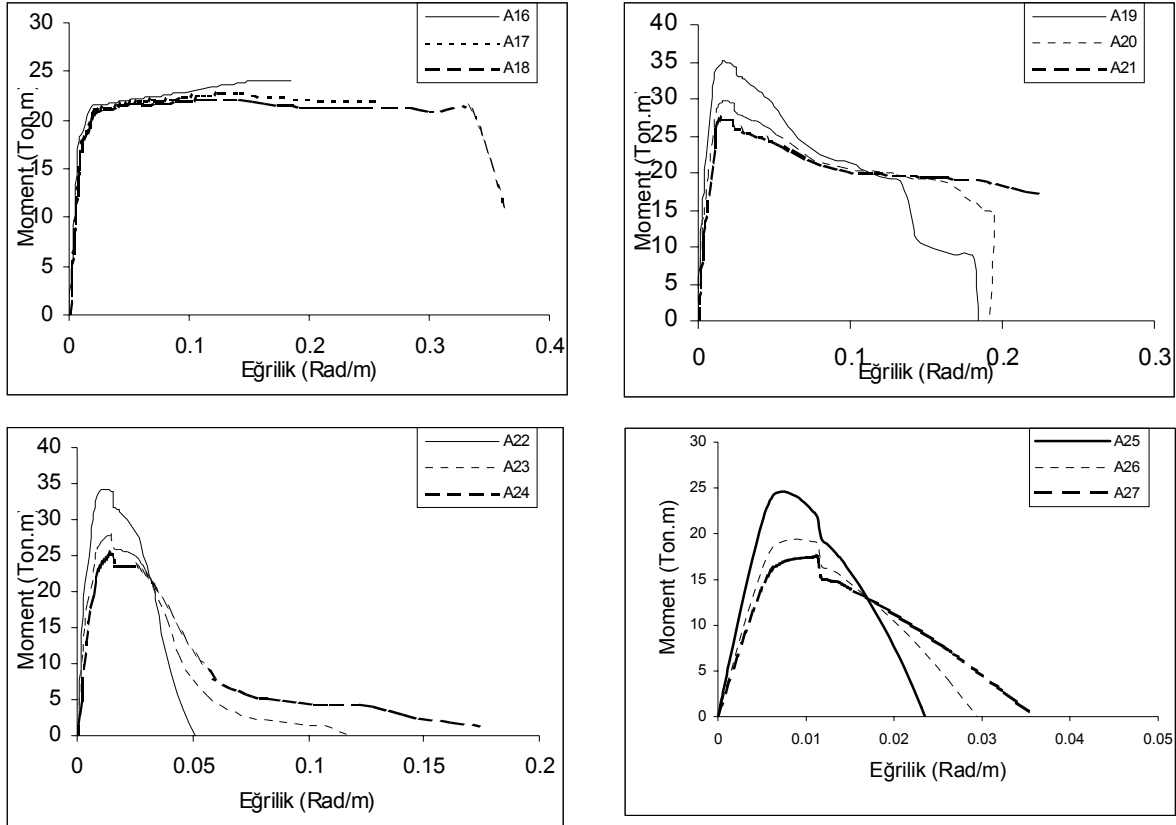 30
25
20
15
10
5
0
Moment (Ton.m)
0 0.1 0.2 0.3 0.4
Eğrilik (Rad/m)
A16
A17
A18
40
35
30
25
20
15
10
5
0
Moment (Ton.m)
0 0.1 0.2 0.3
Eğrilik (Rad/m)
A19
A20
A21
40
35
30
25
20
15
10
5
0
Moment (Ton.m)
0 0.05 0.1 0.15 0.2
Eğrilik (Rad/m)
A22
A23
A24
30
25
20
15
10
5
0
Moment (Ton.m)
0 0.01 0.02 0.03 0.04 0.05
Eğrilik (Rad/m)
A25
A26
A27